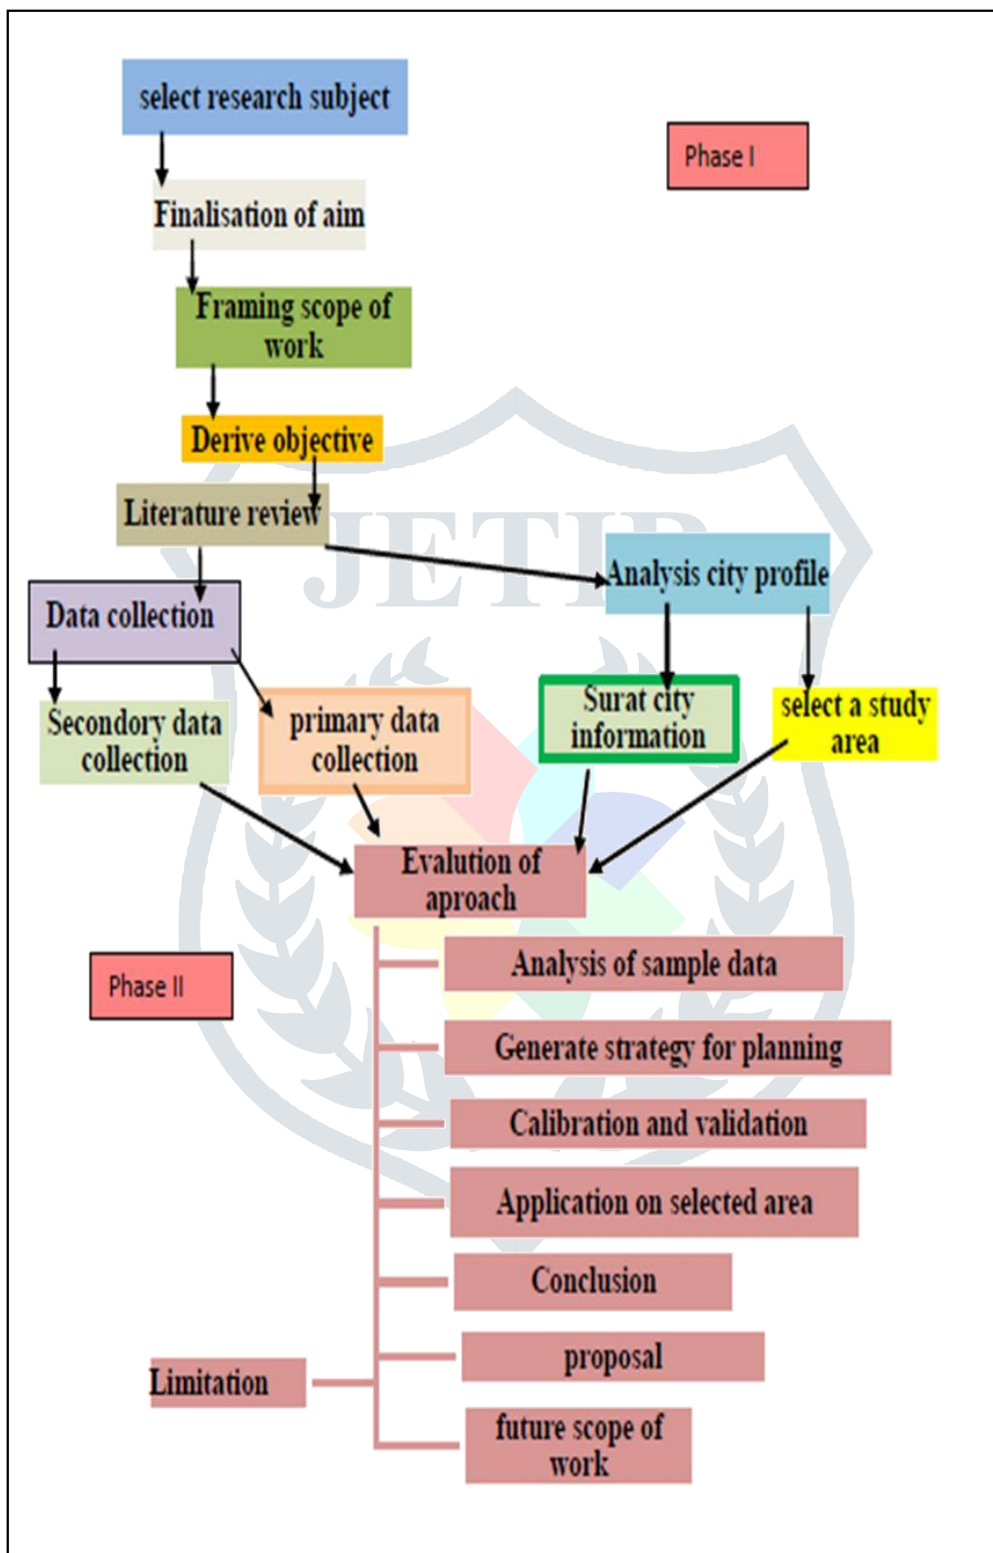 select research subject
Phase I
Finalisation of aim
Framing scope of
work
Derive objective
Literature review
JETIR
Analysis city profile
Data collection
Secondory data
collection
primary data
collection
Surat city
information
select a study
area
Evalution of
aproach
Phase II
Analysis of sample data
Generate strategy for planning
Calibration and validation
Application on selected area
Conclusion
proposal
Limitation
future scope of
work